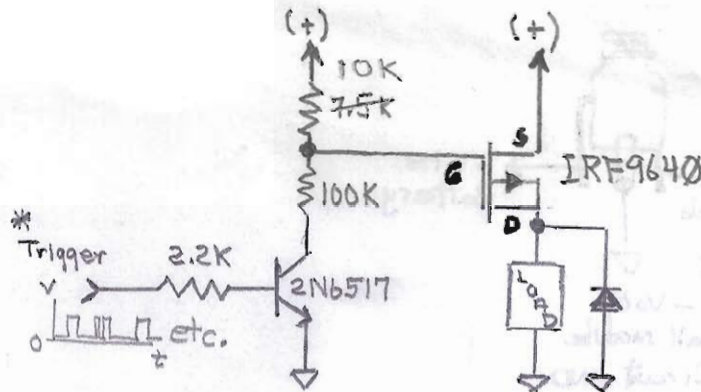 (+)
(+)
10K
7.5K
S
G
IRF9640
100K
D
*
Trigger
2.2K
V
2N6517
LOAD
0
t
etc.